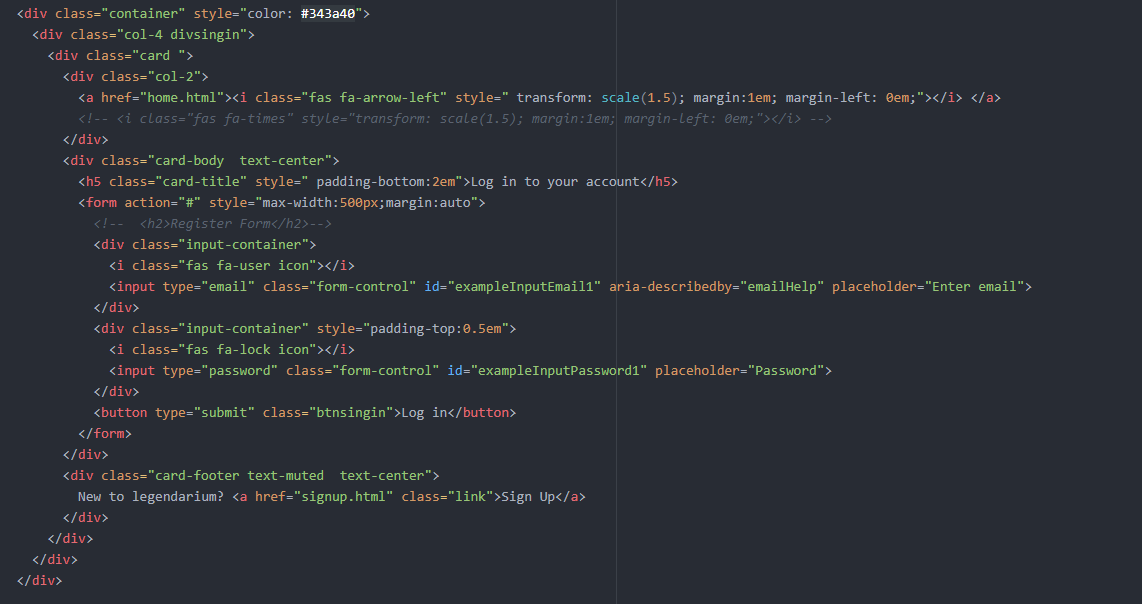 <div class="container" style="color: #343a40">
<div class="col-4 divsingin">
<div class="card ">
<div class="col-2">
<a href="home.html"><i class="fas fa-arrow-left" style=" transform: scale(1.5); margin:1em; margin-left: 0em;"></i> </a>
<!-- <i class="fas fa-times" style="transform: scale(1.5); margin:1em; margin-left: 0em;"></i> -->
</div>
<div class="card-body  text-center">
<h5 class="card-title" style=" padding-bottom:2em">Log in to your account</h5>
<form action="#" style="max-width:500px;margin:auto">
<!--  <h2>Register Form</h2>-->
<div class="input-container">
<i class="fas fa-user icon"></i>
<input type="email" class="form-control" id="exampleInputEmail1" aria-describedby="emailHelp" placeholder="Enter email">
</div>
<div class="input-container" style="padding-top:0.5em">
<i class="fas fa-lock icon"></i>
<input type="password" class="form-control" id="exampleInputPassword1" placeholder="Password">
</div>
<button type="submit" class="btnsingin">Log in</button>
</form>
</div>
<div class="card-footer text-muted  text-center">
New to legendarium? <a href="signup.html" class="link">Sign Up</a>
</div>
</div>
</div>
</div>